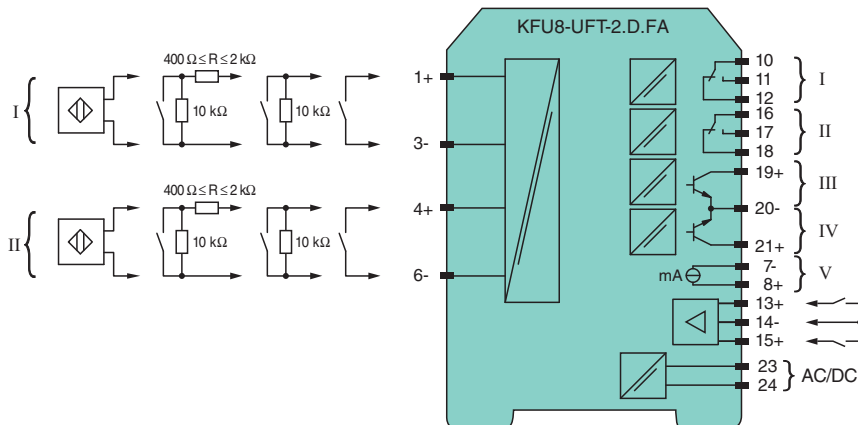 KFU8-UFT-2.D.FA
400 Ω ≤ R ≤ 2 kΩ
I
10 kΩ
10 kΩ
1+
3-
400 Ω ≤ R ≤ 2 kΩ
II
10 kΩ
10 kΩ
4+
6-
10
11
12
I
16
17
18
II
19+
III
20-
IV
21+
mA
7-
8+
V
13+
14-
15+
23
24
AC/DC